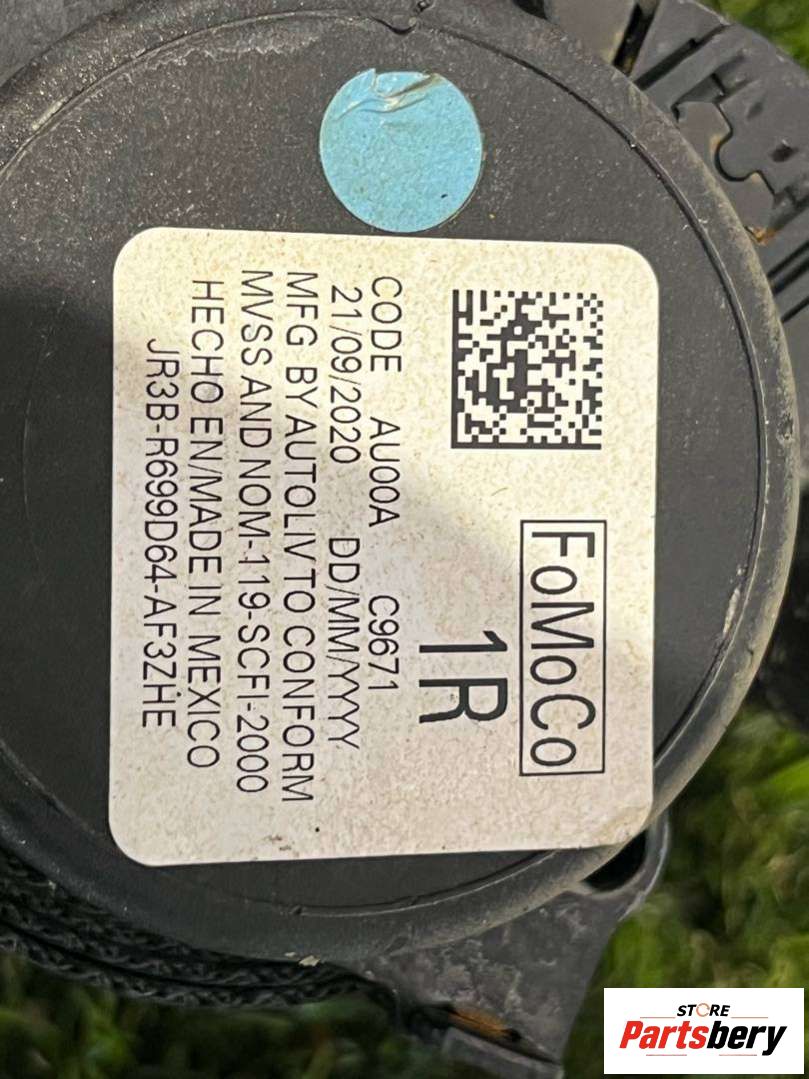 FoMoCo
1R
CODE AU00A C9671
21/09/2020 DD/MM/YYYY
MFG BY AUTOLIV TO CONFORM
MVSS AND NOM-119-SCFI-2000
HECHO EN/MADE IN MEXICO
JR3B-R699D64-AF3ZHE
STORE
Partsbery